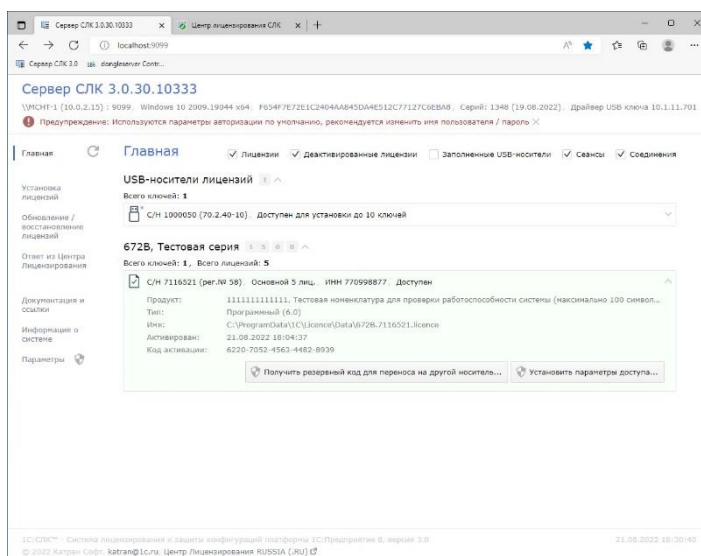 Сервер СЛК 3.0.30.10333
Центр лицензирования СЛК
localhost:9099
Сервер СЛК 3.0
dongleserver Contr...
Сервер СЛК 3.0.30.10333
\\MCHT-1 (10.0.2.15) : 9099, Windows 10 2009.19044 x64, F654F7E72E1C2404AA845DA4E512C77127C6EBA8, Серий: 1348 (19.08.2022), Драйвер USB ключа 10.1.11.701
Предупреждение: Используются параметры авторизации по умолчанию, рекомендуется изменить имя пользователя / пароль
Главная
Установка
лицензий
Обновление /
восстановление
лицензий
Ответ из Центра
Лицензирования
Документация и
ссылки
Информация о
системе
Параметры
Главная
Лицензии Деактивированные лицензии Заполненные USB-носители Сеансы Соединения
USB-носители лицензий 1
Всего ключей: 1
С/Н 1000050 (70.2.40-10), Доступен для установки до 10 ключей
672B, Тестовая серия 1 5 0 0
Всего ключей: 1, Всего лицензий: 5
С/Н 7116521 (рег.№ 58), Основной 5 лиц., ИНН 770998877, Доступен
Продукт: 1111111111111, Тестовая номенклатура для проверки работоспособности системы (максимально 100 символ...
Тип: Программный (6.0)
Имя: C:\ProgramData\1C\Licence\Data\672B.7116521.licence
Активирован: 21.08.2022 18:04:37
Код активации: 6220-7052-4563-4482-8939
Получить резервный код для переноса на другой носитель...
Установить параметры доступа...
1С:СЛК™ - Система лицензирования и защиты конфигураций платформы 1С:Предприятие 8, версия 3.0
21.08.2022 18:30:40
© 2022 Катран Софт, katran@1c.ru, Центр Лицензирования RUSSIA (.RU)